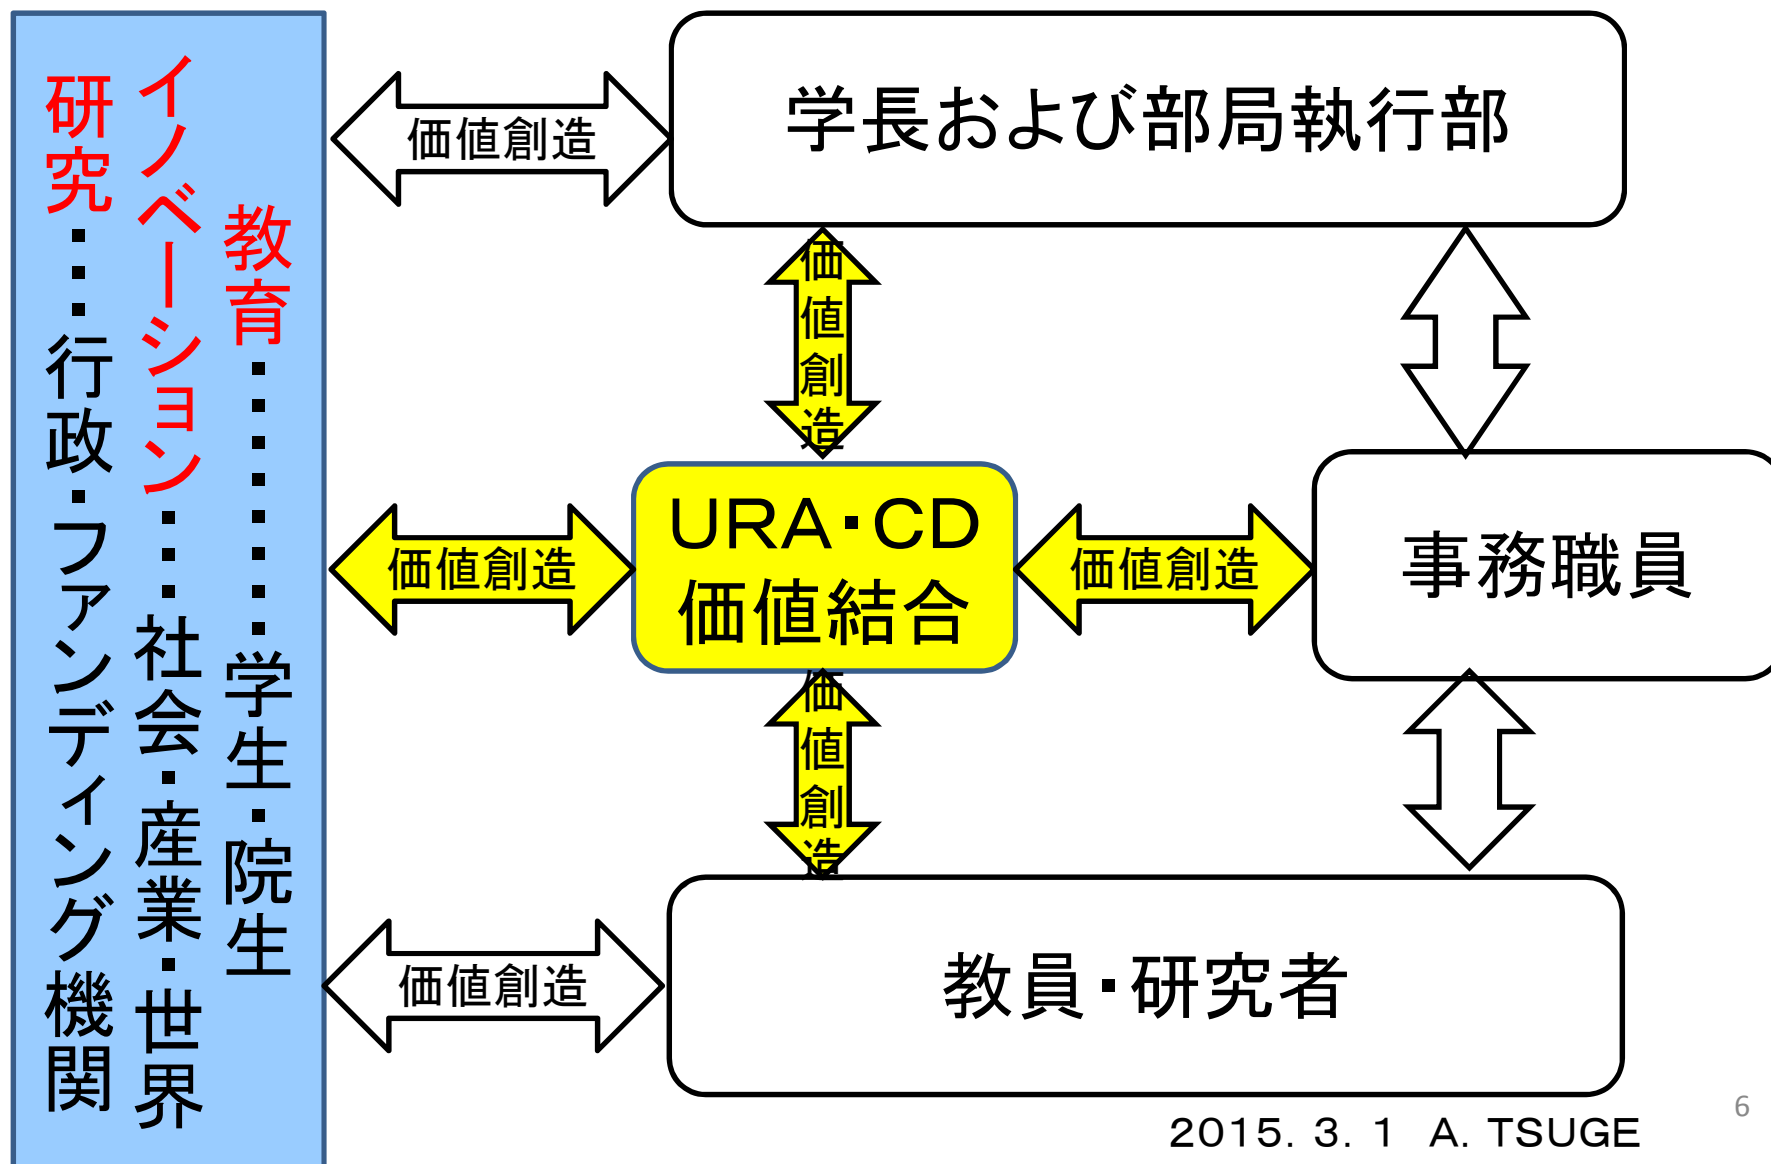 教育・・・・・・・・学生・院生
イノベーション・・・社会・産業・世界
研究・・・行政・ファンディング機関
価値創造
学長および部局執行部
価値創造
価値創造
URA・CD
価値結合
価値創造
事務職員
価値創造
価値創造
教員・研究者
2015. 3. 1 A. TSUGE
6